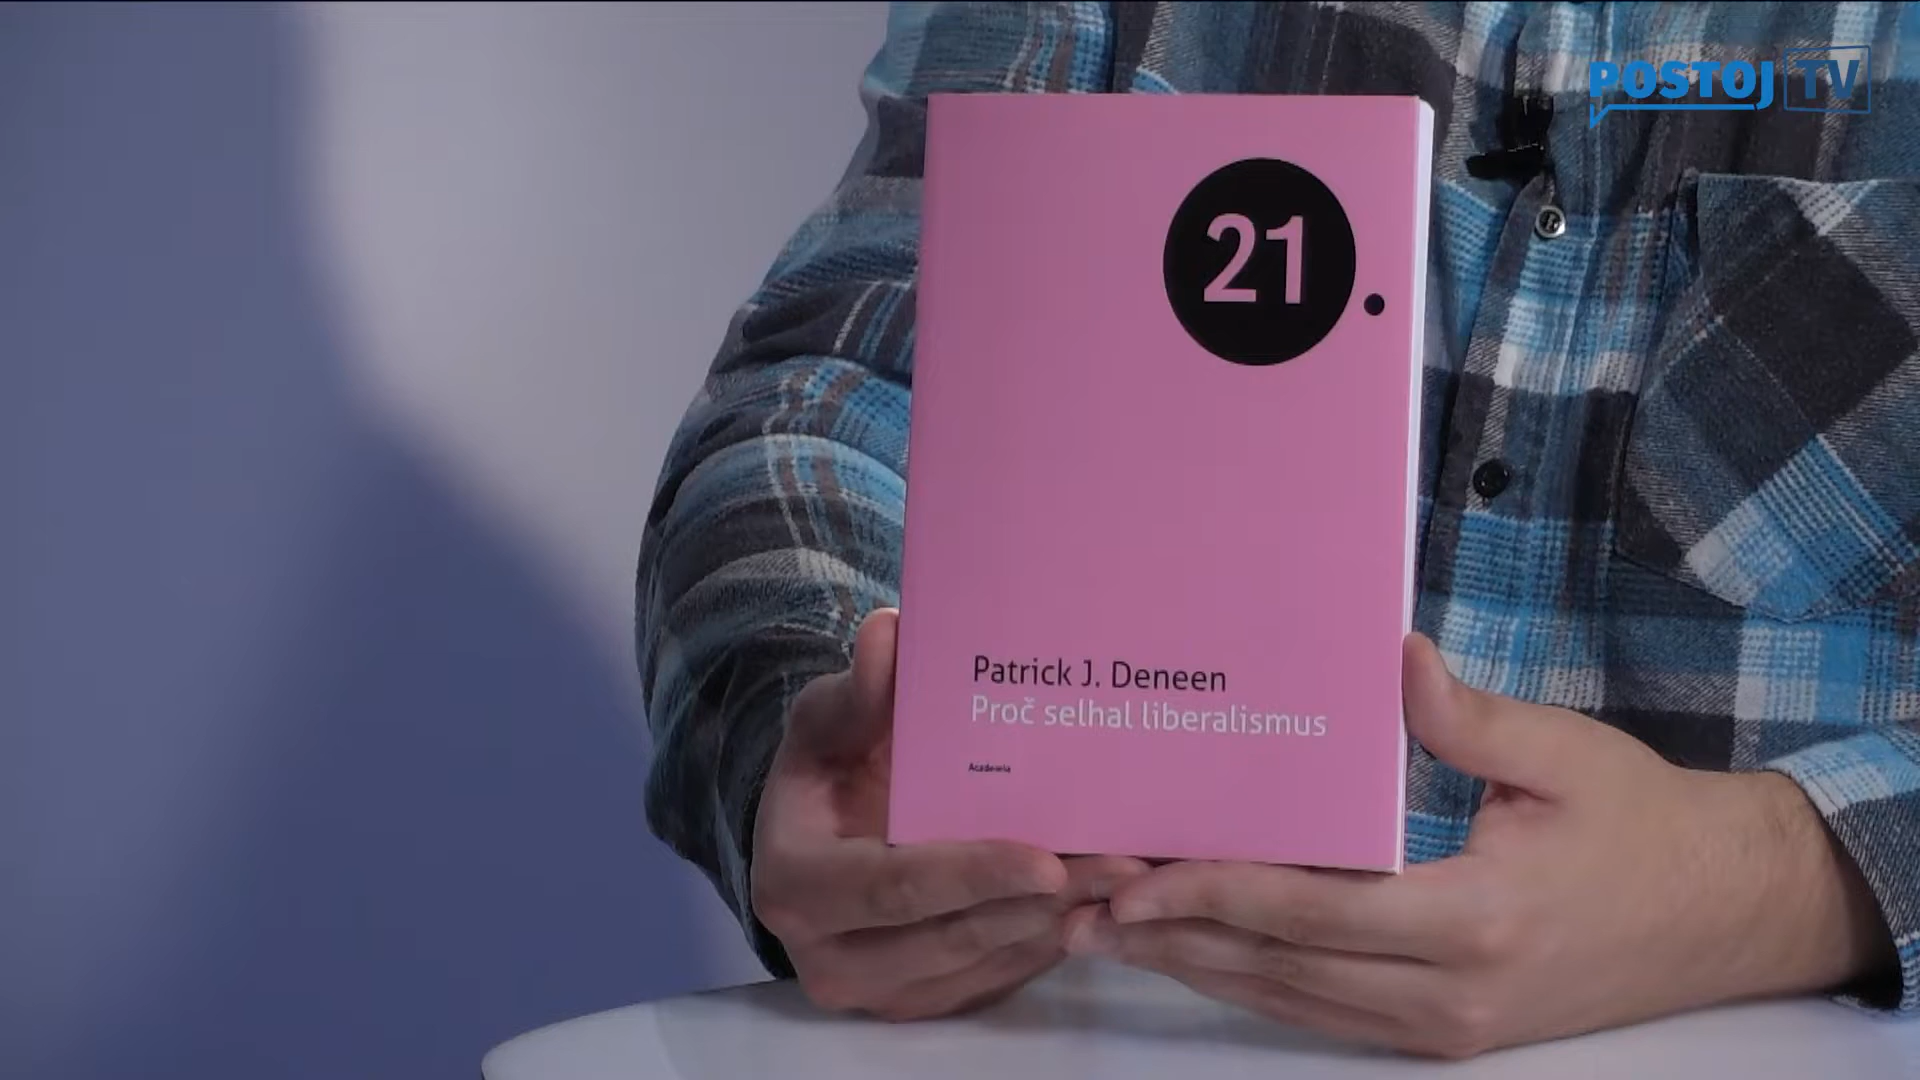 POSTOJ TV
21.
Patrick J. Deneen
Proč selhal liberalismus
Academia